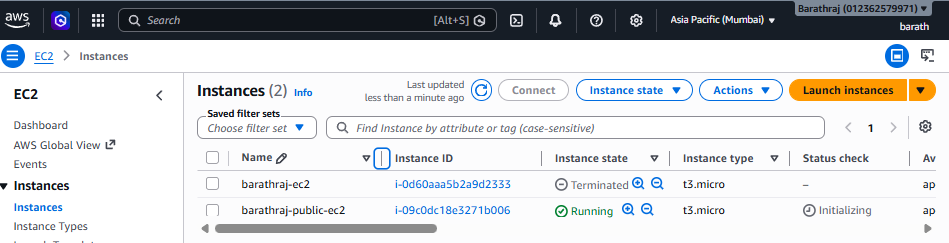 aws
Search
[Alt+S]
Asia Pacific (Mumbai)
Barathraj (012362579971)
barath
EC2
Instances
EC2
Dashboard
AWS Global View
Events
Instances
Instances
Instance Types
Instances (2) Info
Last updated
less than a minute ago
Connect
Instance state
Actions
Launch instances
Saved filter sets
Choose filter set
Find Instance by attribute or tag (case-sensitive)
1
Name Instance ID Instance state Instance type Status check Av
barathraj-ec2 i-0d60aaa5b2a9d2333 Terminated t3.micro – ap
barathraj-public-ec2 i-09c0dc18e3271b006 Running t3.micro Initializing ap